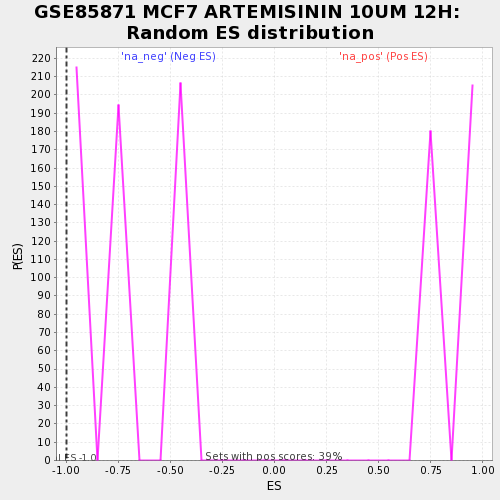 GSE85871 MCF7 ARTEMISININ 10UM 12H:
Random ES distribution
'na_neg' (Neg ES)
'na_pos' (Pos ES)
220
210
200
190
180
170
160
150
140
130
120
110
100
90
80
70
60
50
40
30
20
10
0
P(ES)
Sets with pos scores: 39%
-1.00 -0.75 -0.50 -0.25 0.00 0.25 0.50 0.75 1.00
ES